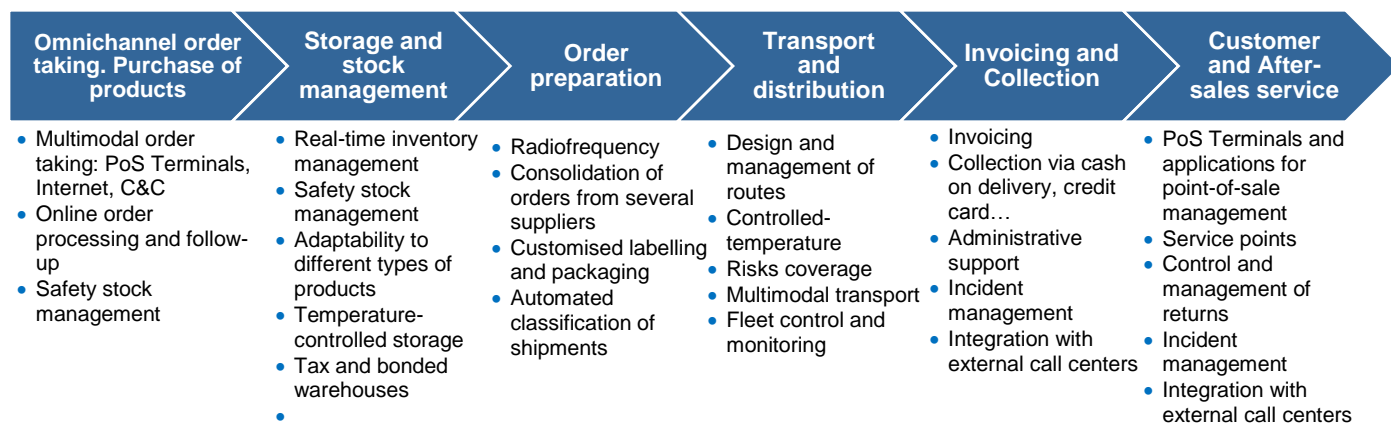 Omnichannel order
taking. Purchase of
products
Storage and
stock
management
Order
preparation
Transport
and
distribution
Invoicing and
Collection
Customer
and After-
sales service
• Multimodal order
taking: PoS Terminals,
Internet, C&C
• Online order
processing and follow-
up
• Safety stock
management
• Real-time inventory
management
• Safety stock
management
• Adaptability to
different types of
products
• Temperature-
controlled storage
• Tax and bonded
warehouses
•
• Radiofrequency
• Consolidation of
orders from several
suppliers
• Customised labelling
and packaging
• Automated
classification of
shipments
• Design and
management of
routes
• Controlled-
temperature
• Risks coverage
• Multimodal transport
• Fleet control and
monitoring
• Invoicing
• Collection via cash
on delivery, credit
card…
• Administrative
support
• Incident
management
• Integration with
external call centers
• PoS Terminals and
applications for
point-of-sale
management
• Service points
• Control and
management of
returns
• Incident
management
• Integration with
external call centers